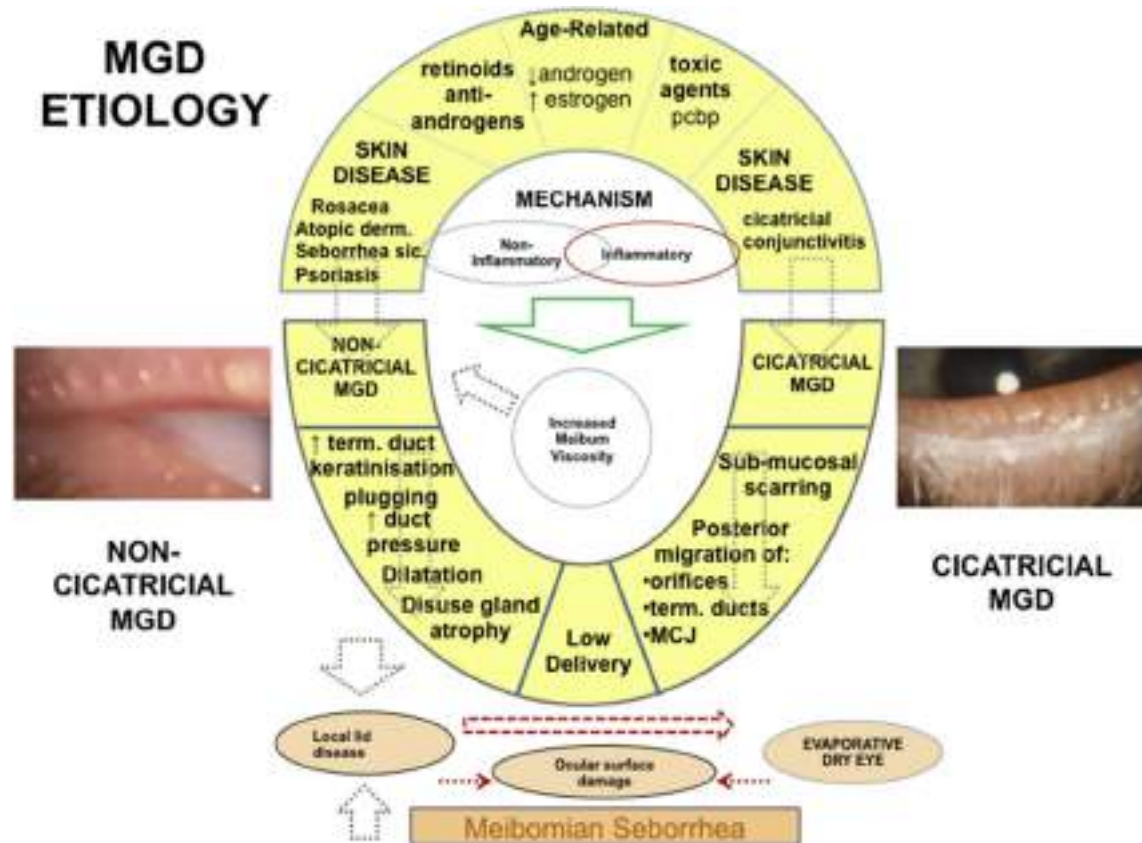 MGD
ETIOLOGY
Age-Related
↓androgen
↑ estrogen
retinoids
anti-
androgens
toxic
agents
pcbp
SKIN
DISEASE
Rosacea
Atopic derm.
Seborrhea sic.
Psoriasis
SKIN
DISEASE
cicatricial
conjunctivitis
MECHANISM
Non-
Inflammatory
Inflammatory
NON-
CICATRICIAL
MGD
CICATRICIAL
MGD
Increased
Meibum
Viscosity
↑ term. duct
keratinisation
plugging
↑ duct
pressure
Dilatation
Disuse gland
atrophy
Sub-mucosal
scarring
Posterior
migration of:
•orifices
•term. ducts
•MCJ
Low
Delivery
NON-
CICATRICIAL
MGD
CICATRICIAL
MGD
Local lid
disease
Ocular surface
damage
EVAPORATIVE
DRY EYE
Meibomian Seborrhea